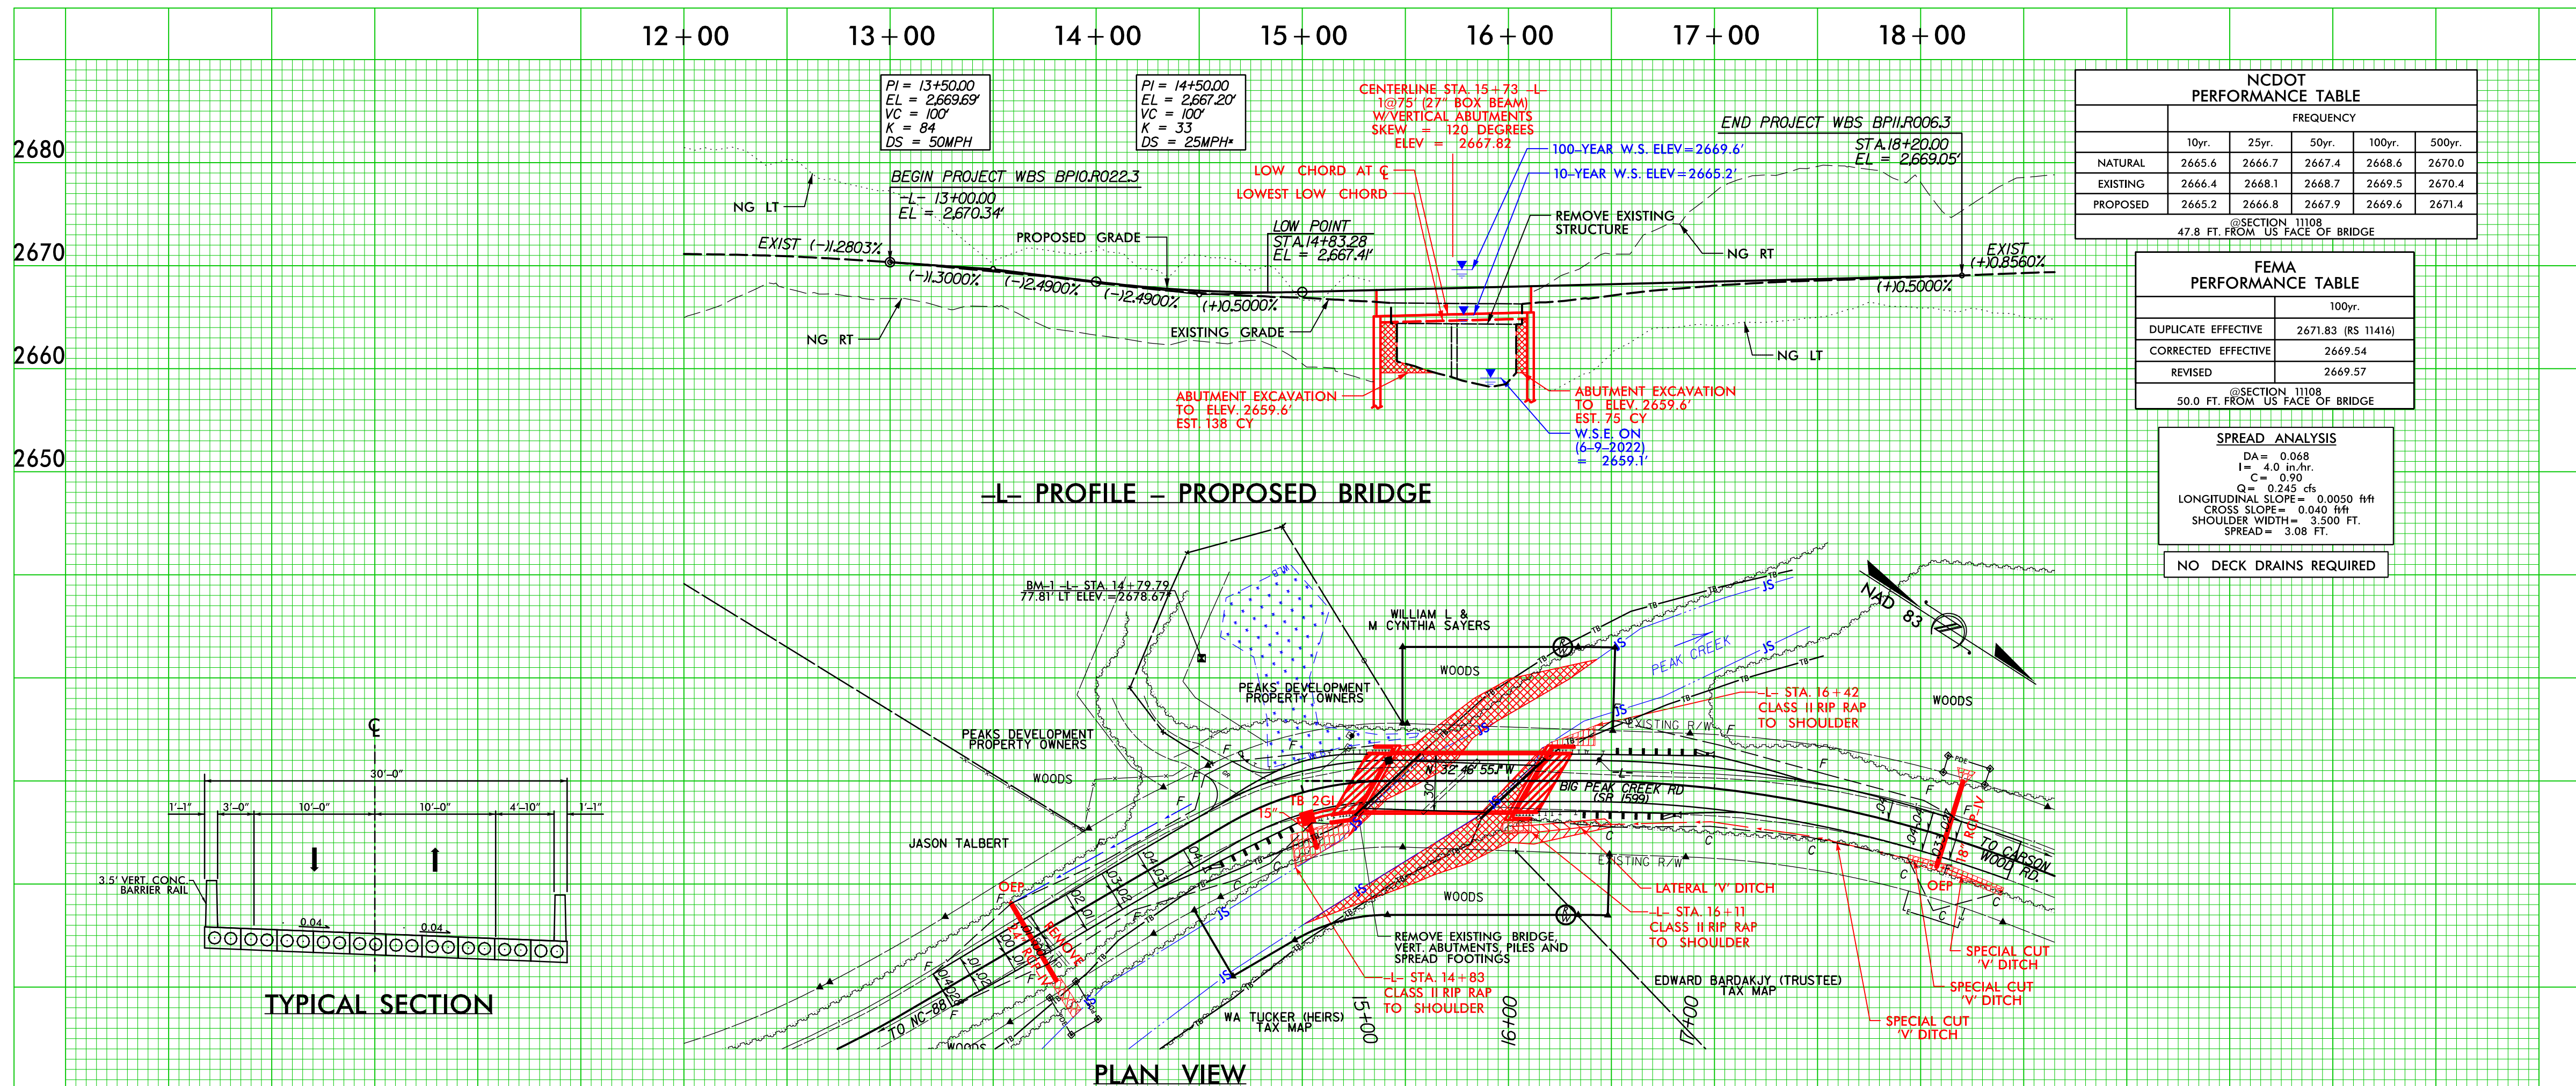 12+00 13+00 14+00 15+00 16+00 17+00 18+00
2680
2670
2660
2650
PI = 13+50.00
EL = 2,669.69'
VC = 100'
K = 84
DS = 50MPH
PI = 14+50.00
EL = 2,667.20'
VC = 100'
K = 33
DS = 25MPH*
CENTERLINE STA. 15+73 -L-
1@75' (27" BOX BEAM)
W/VERTICAL ABUTMENTS
SKEW = 120 DEGREES
ELEV = 2667.82
END PROJECT WBS BP11.R006.3
STA.18+20.00
EL = 2,669.05'
100-YEAR W.S. ELEV=2669.6'
10-YEAR W.S. ELEV=2665.2'
LOW CHORD AT ℄
LOWEST LOW CHORD
BEGIN PROJECT WBS BP10.R022.3
-L- 13+00.00
EL = 2,670.34'
NG LT
REMOVE EXISTING
STRUCTURE
LOW POINT
STA.14+83.28
EL = 2,667.41'
PROPOSED GRADE
EXIST (-)1.2803%
(-)1.3000%
(-)2.4900%
(-)2.4900%
(+)0.5000%
NG RT
EXIST
(+)0.8560%
(+)0.5000%
EXISTING GRADE
NG RT
NG LT
ABUTMENT EXCAVATION
TO ELEV. 2659.6'
EST. 138 CY
ABUTMENT EXCAVATION
TO ELEV. 2659.6'
EST. 75 CY
W.S.E. ON
(6-9-2022)
= 2659.1'
-L- PROFILE - PROPOSED BRIDGE
NCDOT
PERFORMANCE TABLE
FREQUENCY
10yr. 25yr. 50yr. 100yr. 500yr.
NATURAL 2665.6 2666.7 2667.4 2668.6 2670.0
EXISTING 2666.4 2668.1 2668.7 2669.5 2670.4
PROPOSED 2665.2 2666.8 2667.9 2669.6 2671.4
@SECTION 11108
47.8 FT. FROM US FACE OF BRIDGE
FEMA
PERFORMANCE TABLE
100yr.
DUPLICATE EFFECTIVE 2671.83 (RS 11416)
CORRECTED EFFECTIVE 2669.54
REVISED 2669.57
@SECTION 11108
50.0 FT. FROM US FACE OF BRIDGE
SPREAD ANALYSIS
DA= 0.068
I= 4.0 in/hr.
C= 0.90
Q= 0.245 cfs
LONGITUDINAL SLOPE= 0.0050 ft/ft
CROSS SLOPE= 0.040 ft/ft
SHOULDER WIDTH= 3.500 FT.
SPREAD= 3.08 FT.
NO DECK DRAINS REQUIRED
BM-1 -L- STA. 14+79.79
77.81' LT ELEV.=2678.67'
WLB
WILLIAM L &
M CYNTHIA SAYERS
WOODS
PEAK CREEK
NAD 83
WOODS
PEAKS DEVELOPMENT
PROPERTY OWNERS
PEAKS DEVELOPMENT
PROPERTY OWNERS
WOODS
-L- STA. 16+42
CLASS II RIP RAP
TO SHOULDER
EXISTING R/W
N 32°46'55.1" W
-L-
BIG PEAK CREEK RD
(SR 1599)
30'
TB 2GI
15"
JASON TALBERT
EXISTING R/W
LATERAL 'V' DITCH
WOODS
-L- STA. 16+11
CLASS II RIP RAP
TO SHOULDER
REMOVE EXISTING BRIDGE,
VERT. ABUTMENTS, PILES AND
SPREAD FOOTINGS
-L- STA. 14+83
CLASS II RIP RAP
TO SHOULDER
EDWARD BARDAKJY (TRUSTEE)
TAX MAP
WA TUCKER (HEIRS)
TAX MAP
PDE
18" RCP-IV
TO CARSON
WOOD RD.
OEP
SPECIAL CUT
'V' DITCH
SPECIAL CUT
'V' DITCH
SPECIAL CUT
'V' DITCH
OEP
REMOVE
24" RCP-IV
TO NC-88
WOODS
15+00
16+00
17+00
PLAN VIEW
℄
30'-0"
1'-1" 3'-0" 10'-0" 10'-0" 4'-10" 1'-1"
3.5' VERT. CONC.
BARRIER RAIL
0.04 0.04
TYPICAL SECTION